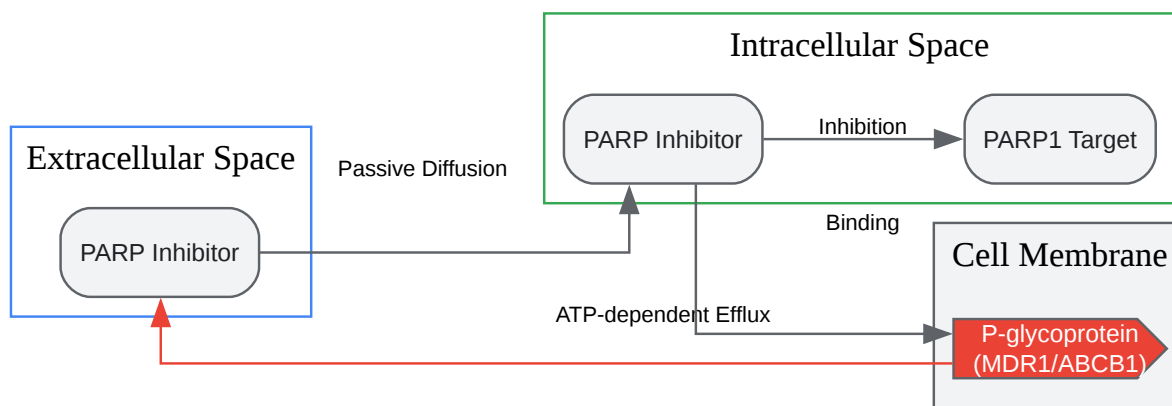 Intracellular Space
PARP Inhibitor
Inhibition
PARP1 Target
Extracellular Space
Passive Diffusion
PARP Inhibitor
Binding
Cell Membrane
ATP-dependent Efflux
P-glycoprotein
(MDR1/ABCB1)